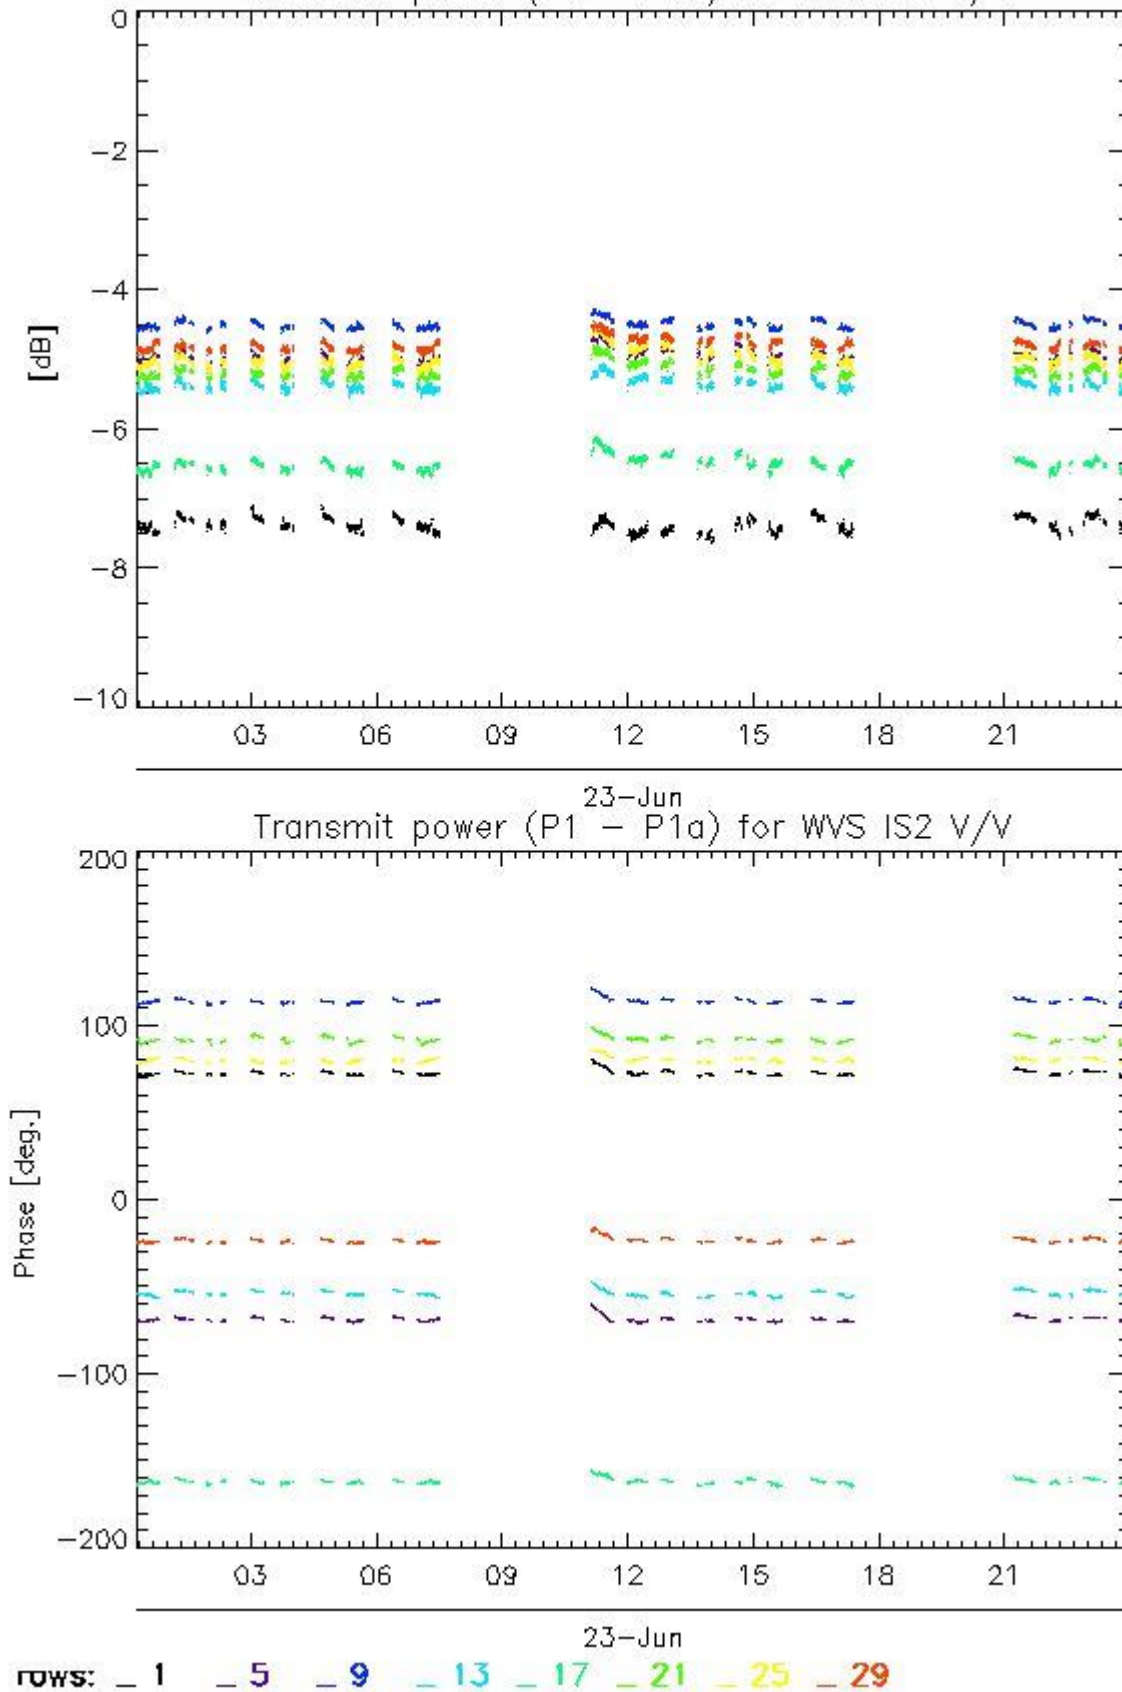 0
-2
-4
[dB]
-6
-8
-10
03 06 09 12 15 18 21
23-Jun
Transmit power (P1 - P1a) for WVS IS2 V/V
200
100
Phase [deg.]
0
-100
-200
03 06 09 12 15 18 21
23-Jun
rows: _ 1 _ 5 _ 9 _ 13 _ 17 _ 21 _ 25 _ 29